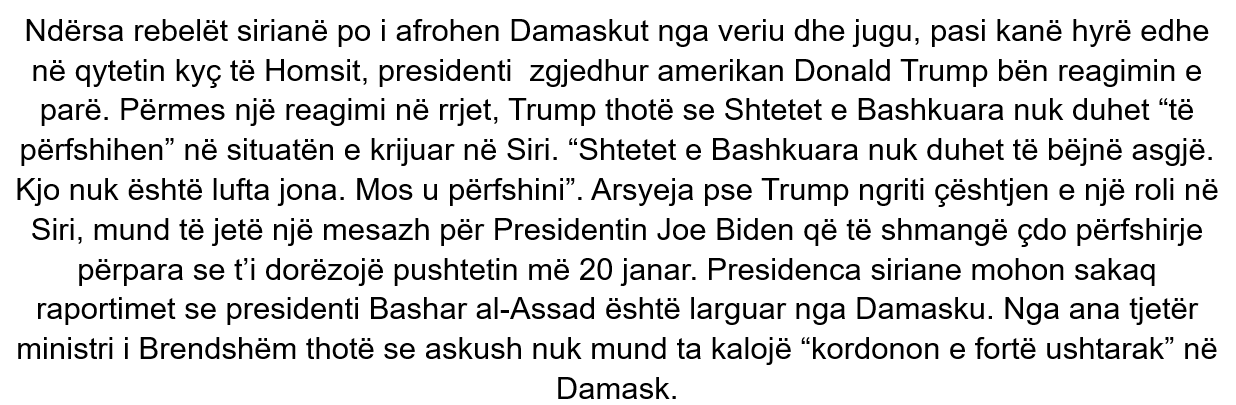 Ndërsa rebelët sirianë po i afrohen Damaskut nga veriu dhe jugu, pasi kanë hyrë edhe
në qytetin kyç të Homsit, presidenti  zgjedhur amerikan Donald Trump bën reagimin e
parë. Përmes një reagimi në rrjet, Trump thotë se Shtetet e Bashkuara nuk duhet “të
përfshihen” në situatën e krijuar në Siri. “Shtetet e Bashkuara nuk duhet të bëjnë asgjë.
Kjo nuk është lufta jona. Mos u përfshini”. Arsyeja pse Trump ngriti çështjen e një roli në
Siri, mund të jetë një mesazh për Presidentin Joe Biden që të shmangë çdo përfshirje
përpara se t’i dorëzojë pushtetin më 20 janar. Presidenca siriane mohon sakaq
raportimet se presidenti Bashar al-Assad është larguar nga Damasku. Nga ana tjetër
ministri i Brendshëm thotë se askush nuk mund ta kalojë “kordonon e fortë ushtarak” në
Damask.